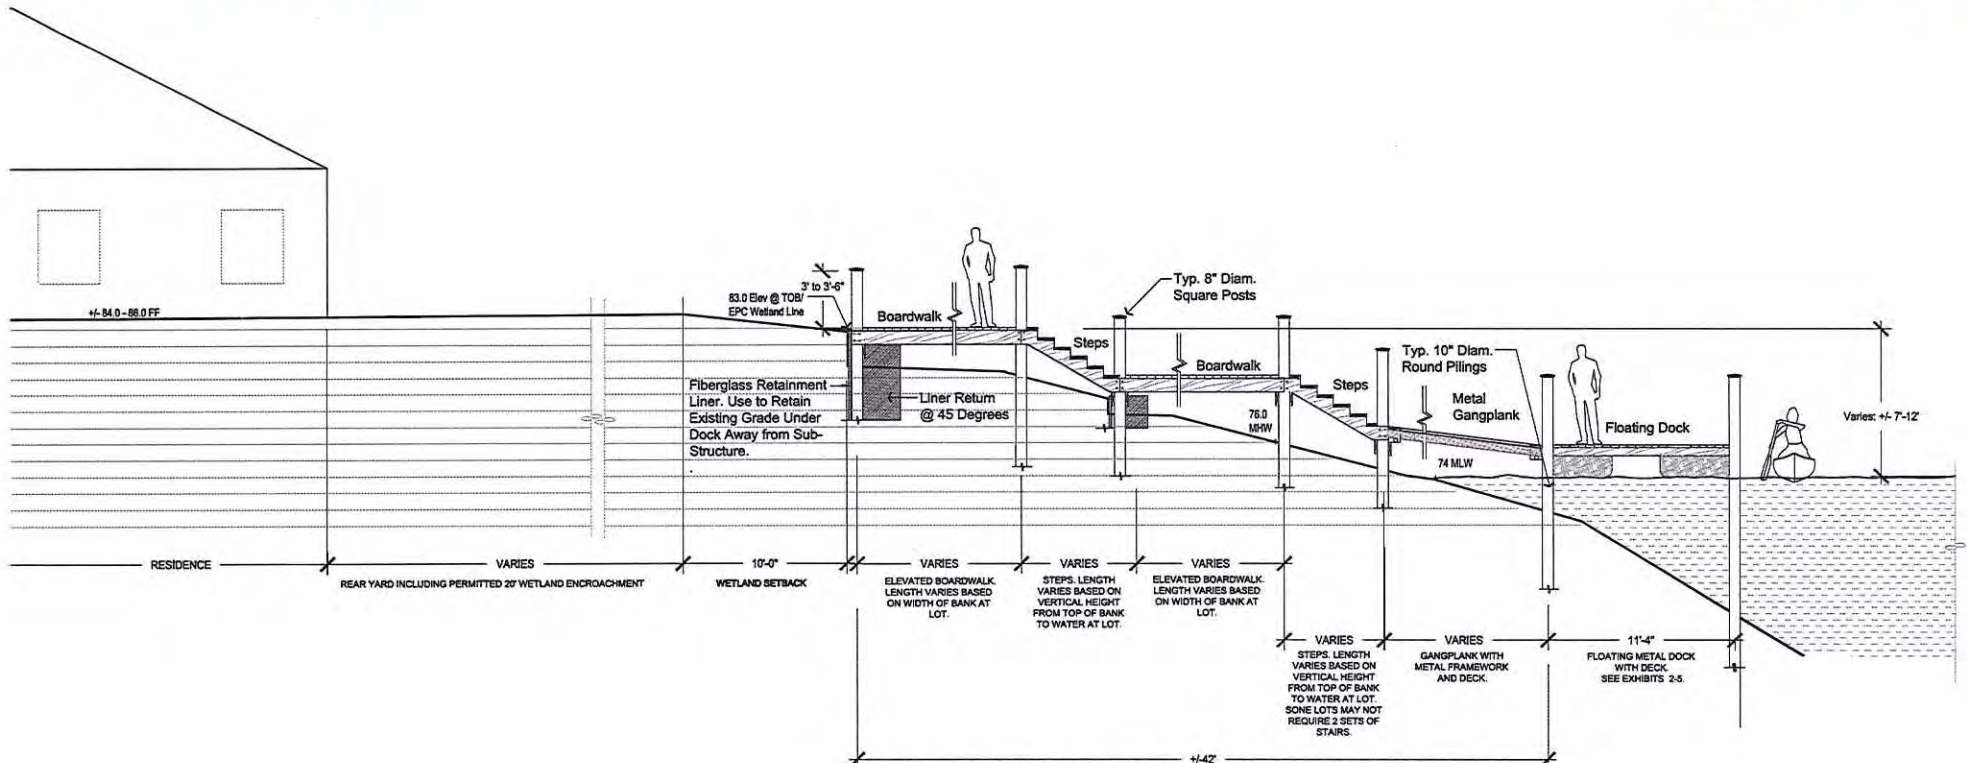 +/- 84.0 - 86.0 FF
83.0 Elev @ TOB/
EPC Wetland Line
3' to 3'-6"
Boardwalk
Steps
Typ. 8" Diam.
Square Posts
Boardwalk
Steps
Typ. 10" Diam.
Round Pilings
Metal
Gangplank
Floating Dock
Varies: +/- 7'-12'
Fiberglass Retainment
Liner. Use to Retain
Existing Grade Under
Dock Away from Sub-
Structure.
Liner Return
@ 45 Degrees
76.0
MHW
74 MLW
RESIDENCE
VARIES
REAR YARD INCLUDING PERMITTED 20' WETLAND ENCROACHMENT
10'-0"
WETLAND SETBACK
VARIES
ELEVATED BOARDWALK.
LENGTH VARIES BASED
ON WIDTH OF BANK AT
LOT.
VARIES
STEPS. LENGTH
VARIES BASED ON
VERTICAL HEIGHT
FROM TOP OF BANK
TO WATER AT LOT.
VARIES
ELEVATED BOARDWALK.
LENGTH VARIES BASED
ON WIDTH OF BANK AT
LOT.
VARIES
STEPS. LENGTH
VARIES BASED ON
VERTICAL HEIGHT
FROM TOP OF BANK
TO WATER AT LOT.
SONE LOTS MAY NOT
REQUIRE 2 SETS OF
STAIRS.
VARIES
GANGPLANK WITH
METAL FRAMEWORK
AND DECK.
11'-4"
FLOATING METAL DOCK
WITH DECK.
SEE EXHIBITS 2-5.
+/-42'